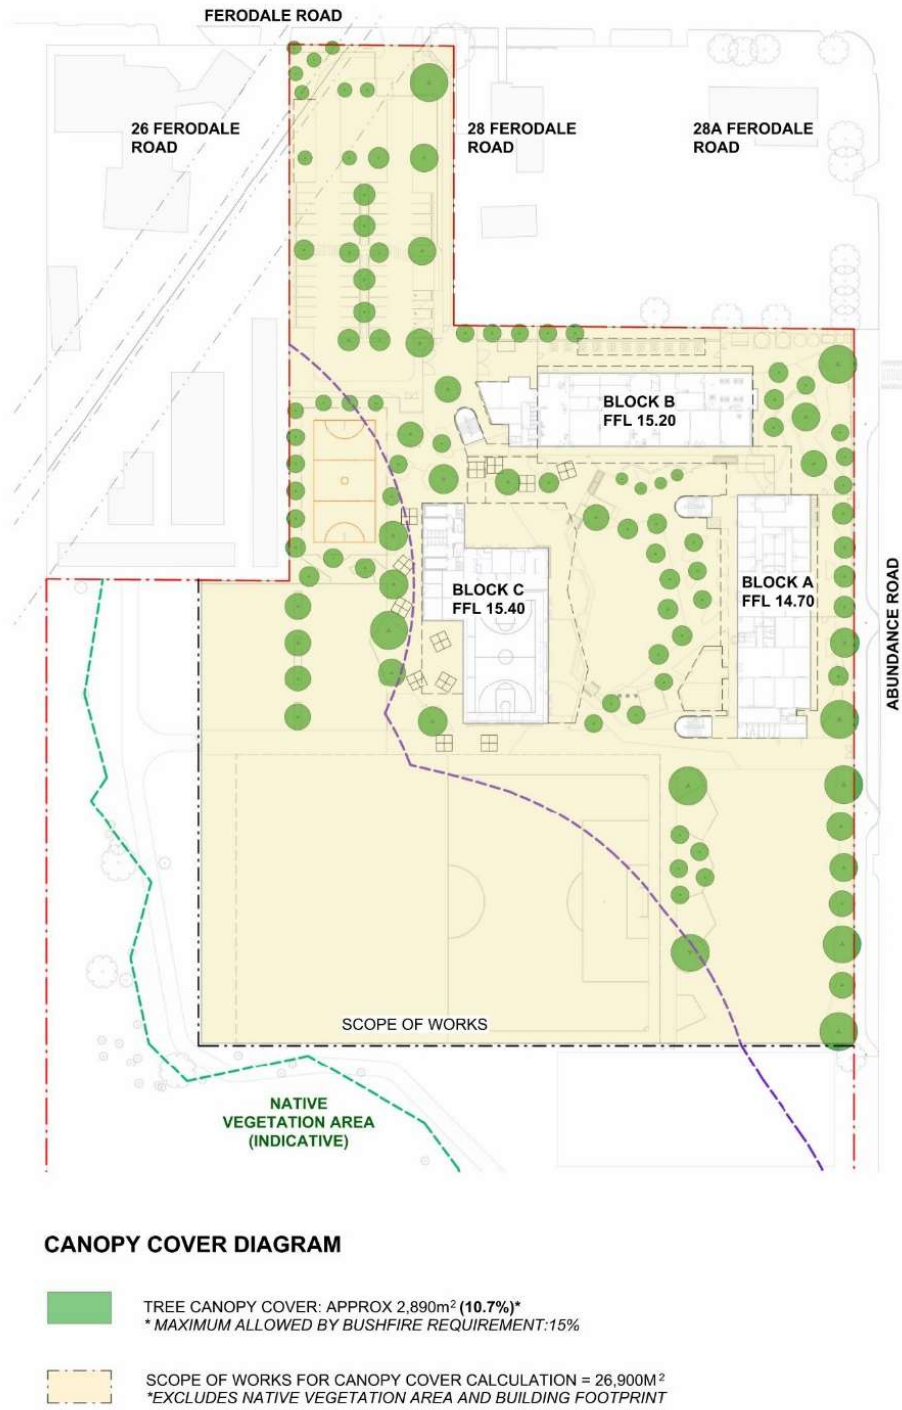 FERODALE ROAD
26 FERODALE
ROAD
28 FERODALE
ROAD
28A FERODALE
ROAD
BLOCK B
FFL 15.20
BLOCK C
FFL 15.40
BLOCK A
FFL 14.70
ABUNDANCE ROAD
SCOPE OF WORKS
NATIVE
VEGETATION AREA
(INDICATIVE)
CANOPY COVER DIAGRAM
TREE CANOPY COVER: APPROX 2,890m² (10.7%)*
* MAXIMUM ALLOWED BY BUSHFIRE REQUIREMENT:15%
SCOPE OF WORKS FOR CANOPY COVER CALCULATION = 26,900M²
*EXCLUDES NATIVE VEGETATION AREA AND BUILDING FOOTPRINT